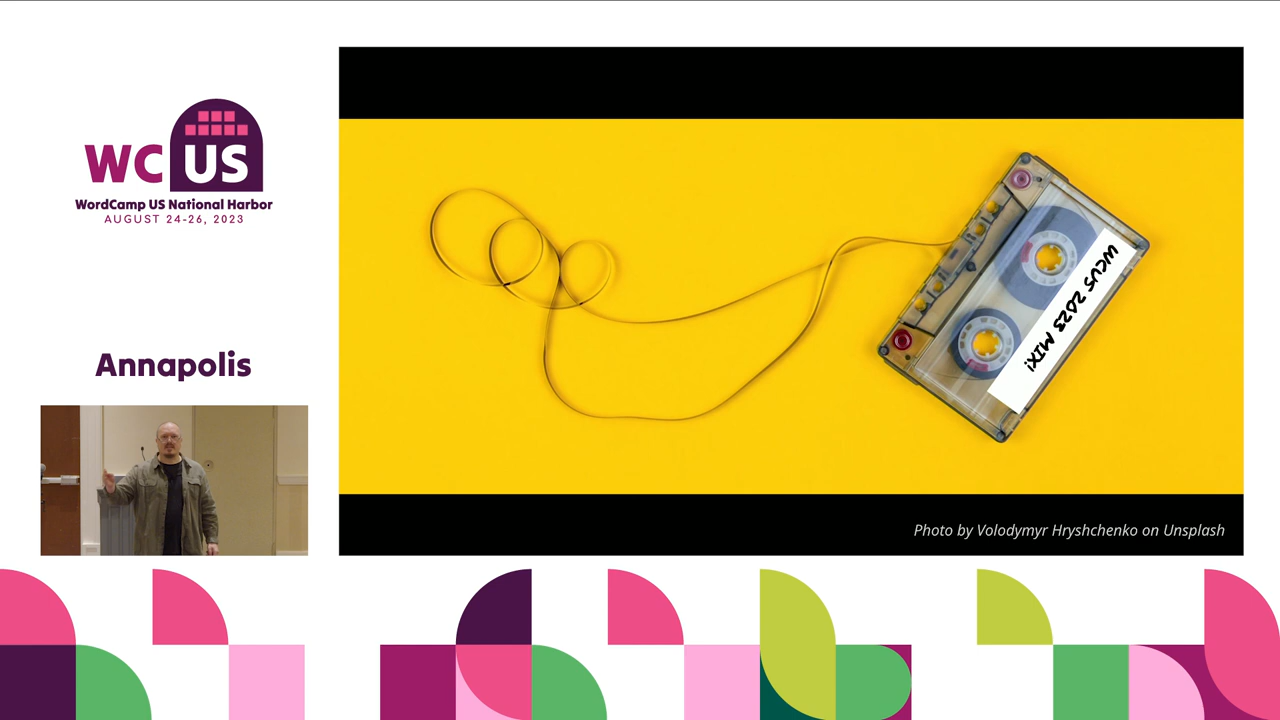 WC US
WordCamp US National Harbor
AUGUST 24-26, 2023
Annapolis
WCUS 2023 MIX!
Photo by Volodymyr Hryshchenko on Unsplash